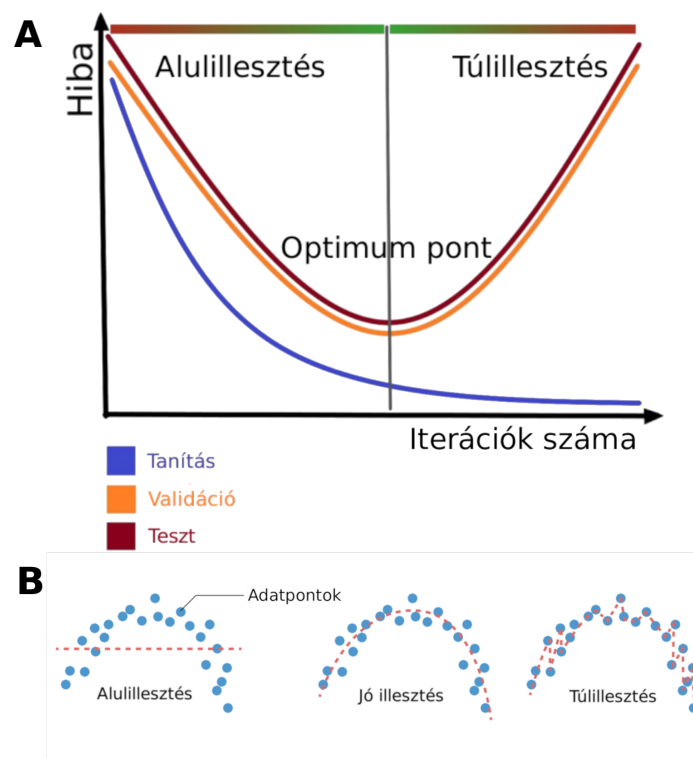 A
Hiba
Alulillesztés
Túlillesztés
Optimum pont
Iterációk száma
Tanítás
Validáció
Teszt
B
Adatpontok
Alulillesztés
Jó illesztés
Túlillesztés